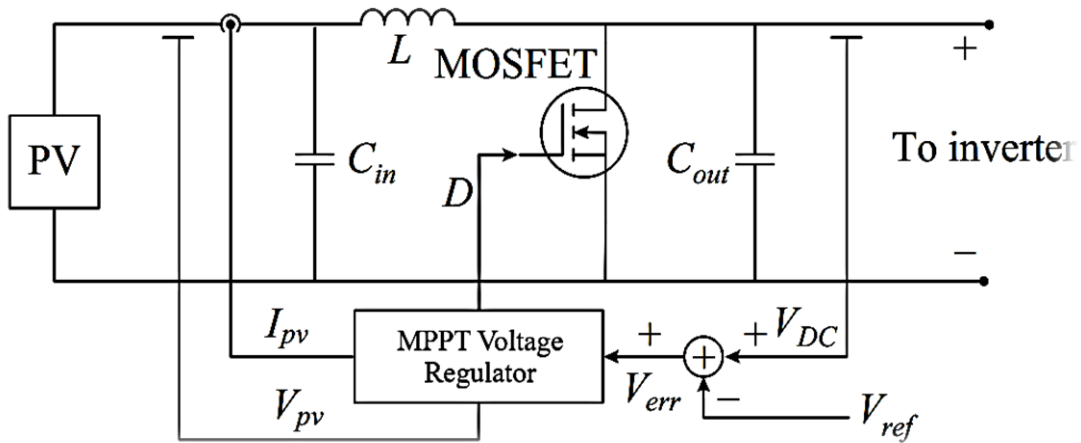 L
MOSFET
+
PV
C_in
C_out
To inverter
D
−
I_pv
MPPT Voltage
Regulator
+
+
+ V_DC
V_err
−
V_pv
V_ref